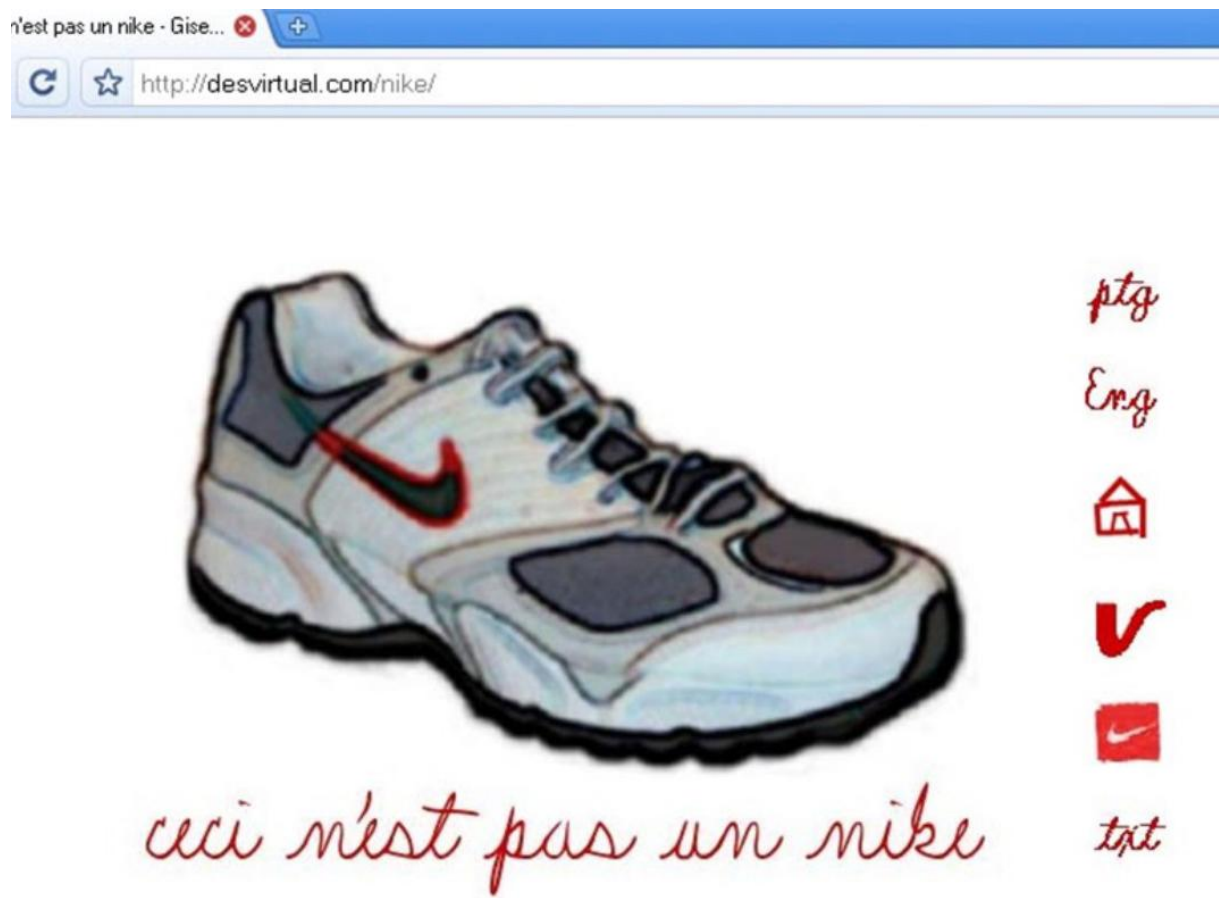 n'est pas un nike - Gise...
http://desvirtual.com/nike/
ptg
Eng
ceci n'est pas un nike
txt